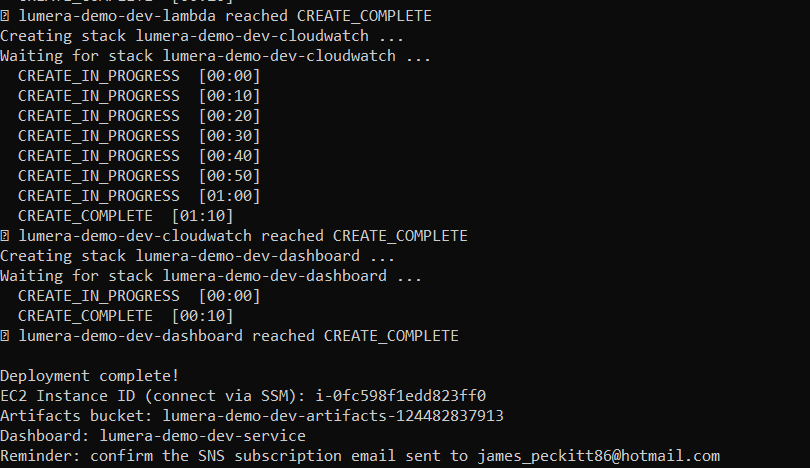 ⍰ lumera-demo-dev-lambda reached CREATE_COMPLETE
Creating stack lumera-demo-dev-cloudwatch ...
Waiting for stack lumera-demo-dev-cloudwatch ...
  CREATE_IN_PROGRESS  [00:00]
  CREATE_IN_PROGRESS  [00:10]
  CREATE_IN_PROGRESS  [00:20]
  CREATE_IN_PROGRESS  [00:30]
  CREATE_IN_PROGRESS  [00:40]
  CREATE_IN_PROGRESS  [00:50]
  CREATE_IN_PROGRESS  [01:00]
  CREATE_COMPLETE  [01:10]
⍰ lumera-demo-dev-cloudwatch reached CREATE_COMPLETE
Creating stack lumera-demo-dev-dashboard ...
Waiting for stack lumera-demo-dev-dashboard ...
  CREATE_IN_PROGRESS  [00:00]
  CREATE_COMPLETE  [00:10]
⍰ lumera-demo-dev-dashboard reached CREATE_COMPLETE

Deployment complete!
EC2 Instance ID (connect via SSM): i-0fc598f1edd823ff0
Artifacts bucket: lumera-demo-dev-artifacts-124482837913
Dashboard: lumera-demo-dev-service
Reminder: confirm the SNS subscription email sent to james_peckitt86@hotmail.com